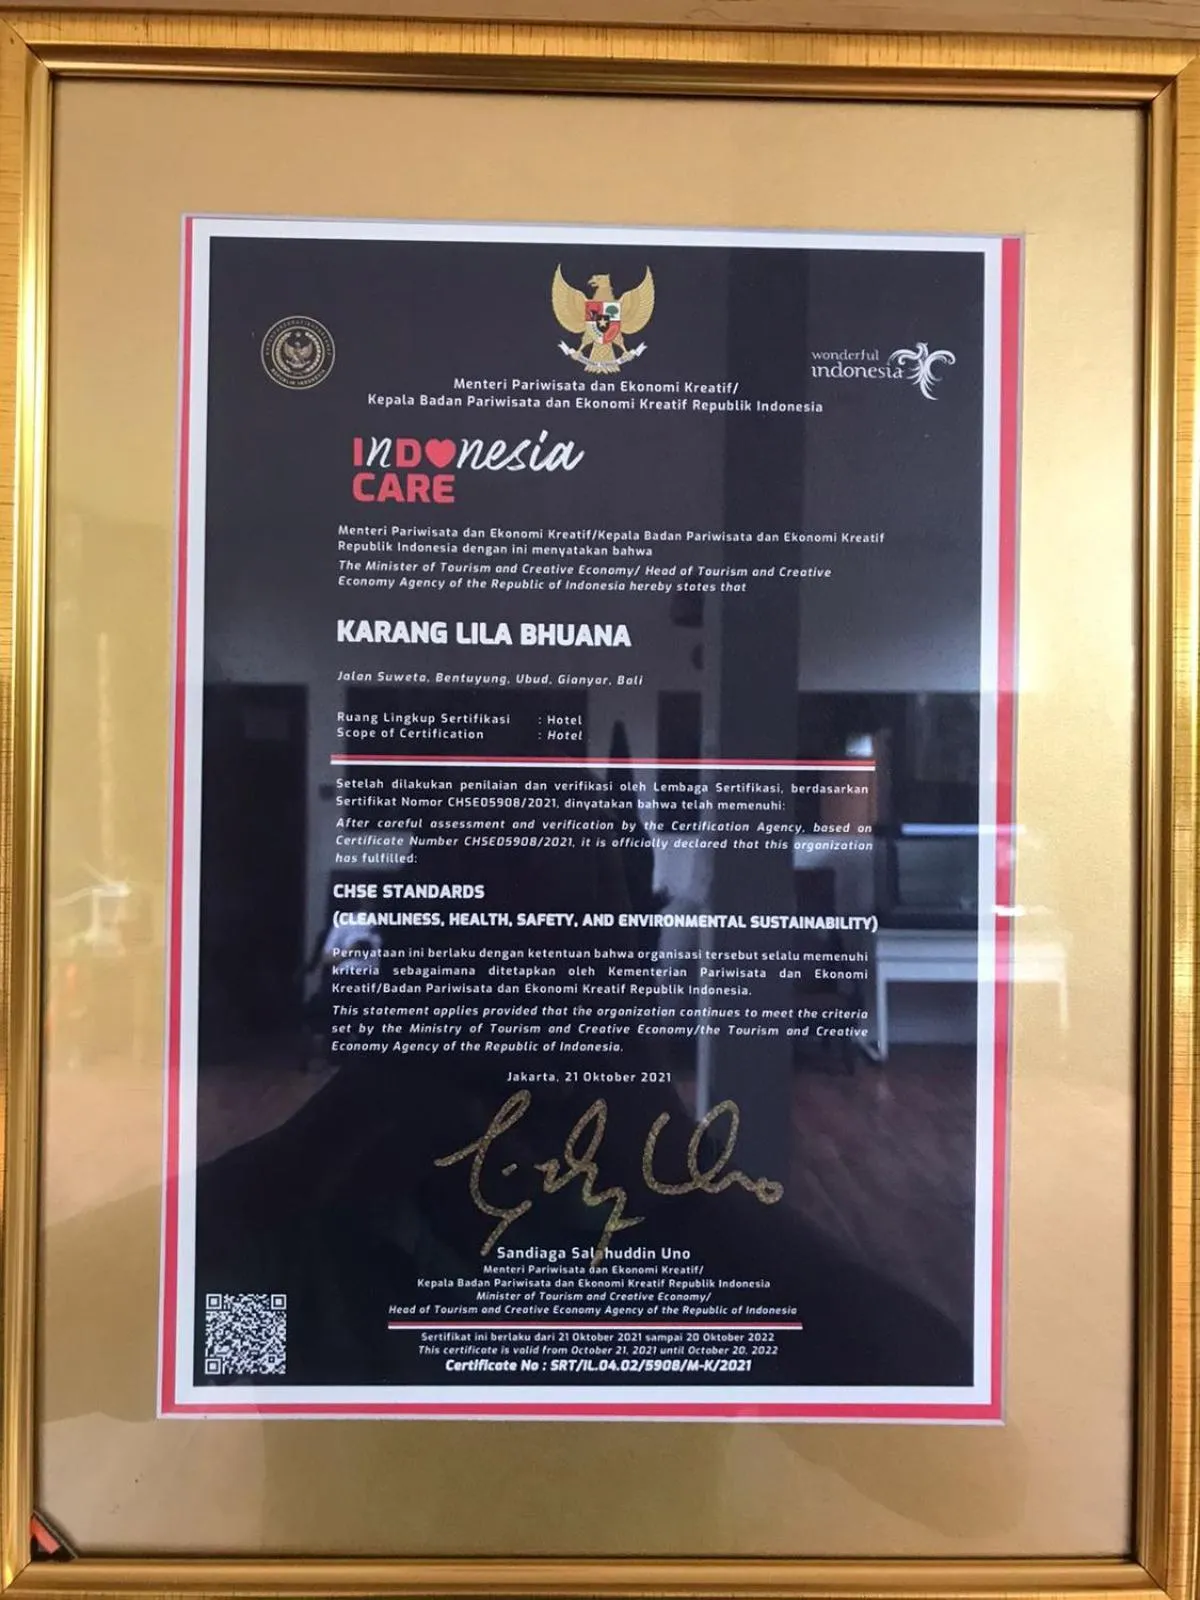 REPUBLIK INDONESIA
wonderful
indonesia
Menteri Pariwisata dan Ekonomi Kreatif/
Kepala Badan Pariwisata dan Ekonomi Kreatif Republik Indonesia
INDONesia
CARE
Menteri Pariwisata dan Ekonomi Kreatif/Kepala Badan Pariwisata dan Ekonomi Kreatif
Republik Indonesia dengan ini menyatakan bahwa
The Minister of Tourism and Creative Economy/ Head of Tourism and Creative
Economy Agency of the Republic of Indonesia hereby states that
KARANG LILA BHUANA
Jalan Suweta, Bentuyung, Ubud, Gianyar, Bali
Ruang Lingkup Sertifikasi : Hotel
Scope of Certification : Hotel
Setelah dilakukan penilaian dan verifikasi oleh Lembaga Sertifikasi, berdasarkan
Sertifikat Nomor CHSE05908/2021, dinyatakan bahwa telah memenuhi:
After careful assessment and verification by the Certification Agency, based on
Certificate Number CHSE05908/2021, it is officially declared that this organization
has fulfilled:
CHSE STANDARDS
(CLEANLINESS, HEALTH, SAFETY, AND ENVIRONMENTAL SUSTAINABILITY)
Pernyataan ini berlaku dengan ketentuan bahwa organisasi tersebut selalu memenuhi
kriteria sebagaimana ditetapkan oleh Kementerian Pariwisata dan Ekonomi
Kreatif/Badan Pariwisata dan Ekonomi Kreatif Republik Indonesia.
This statement applies provided that the organization continues to meet the criteria
set by the Ministry of Tourism and Creative Economy/the Tourism and Creative
Economy Agency of the Republic of Indonesia.
Jakarta, 21 Oktober 2021
Sandiaga Salahuddin Uno
Menteri Pariwisata dan Ekonomi Kreatif/
Kepala Badan Pariwisata dan Ekonomi Kreatif Republik Indonesia
Minister of Tourism and Creative Economy/
Head of Tourism and Creative Economy Agency of the Republic of Indonesia
Sertifikat ini berlaku dari 21 Oktober 2021 sampai 20 Oktober 2022
This certificate is valid from October 21, 2021 until October 20, 2022
Certificate No : SRT/IL.04.02/5908/M-K/2021